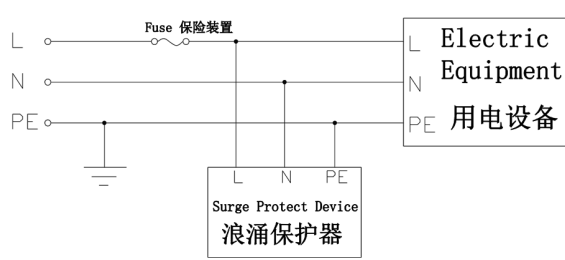 Fuse 保险装置
L
L
Electric
Equipment
N
N
用电设备
PE
PE
L N PE
Surge Protect Device
浪涌保护器